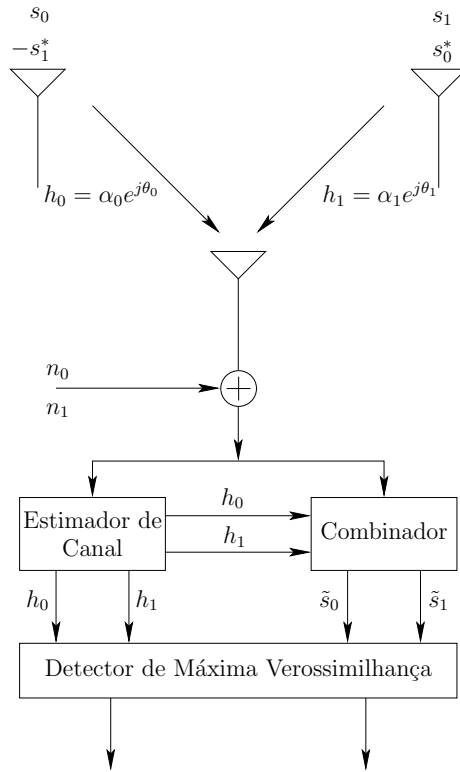 s_0 s_1
-s_1^* s_0^*
h_0 = α_0 e^{jθ_0} h_1 = α_1 e^{jθ_1}
n_0
n_1
+
Estimador de
Canal
h_0
h_1
Combinador
h_0 h_1 s̃_0 s̃_1
Detector de Máxima Verossimilhança